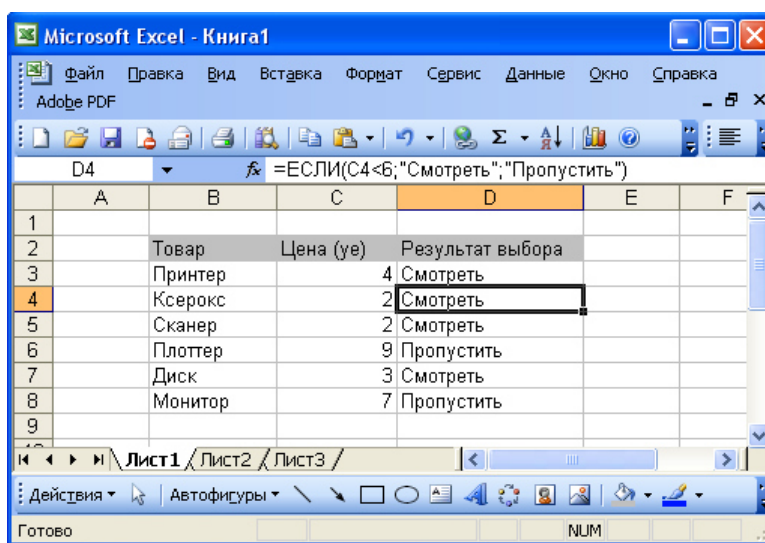 Microsoft Excel - Книга1
Файл Правка Вид Вставка Формат Сервис Данные Окно Справка
Adobe PDF
D4 fx =ЕСЛИ(C4<6;"Смотреть";"Пропустить")
A B C D E F
1
2 Товар Цена (уе) Результат выбора
3 Принтер 4 Смотреть
4 Ксерокс 2 Смотреть
5 Сканер 2 Смотреть
6 Плоттер 9 Пропустить
7 Диск 3 Смотреть
8 Монитор 7 Пропустить
9
Лист1 Лист2 Лист3
Действия Автофигуры
Готово NUM